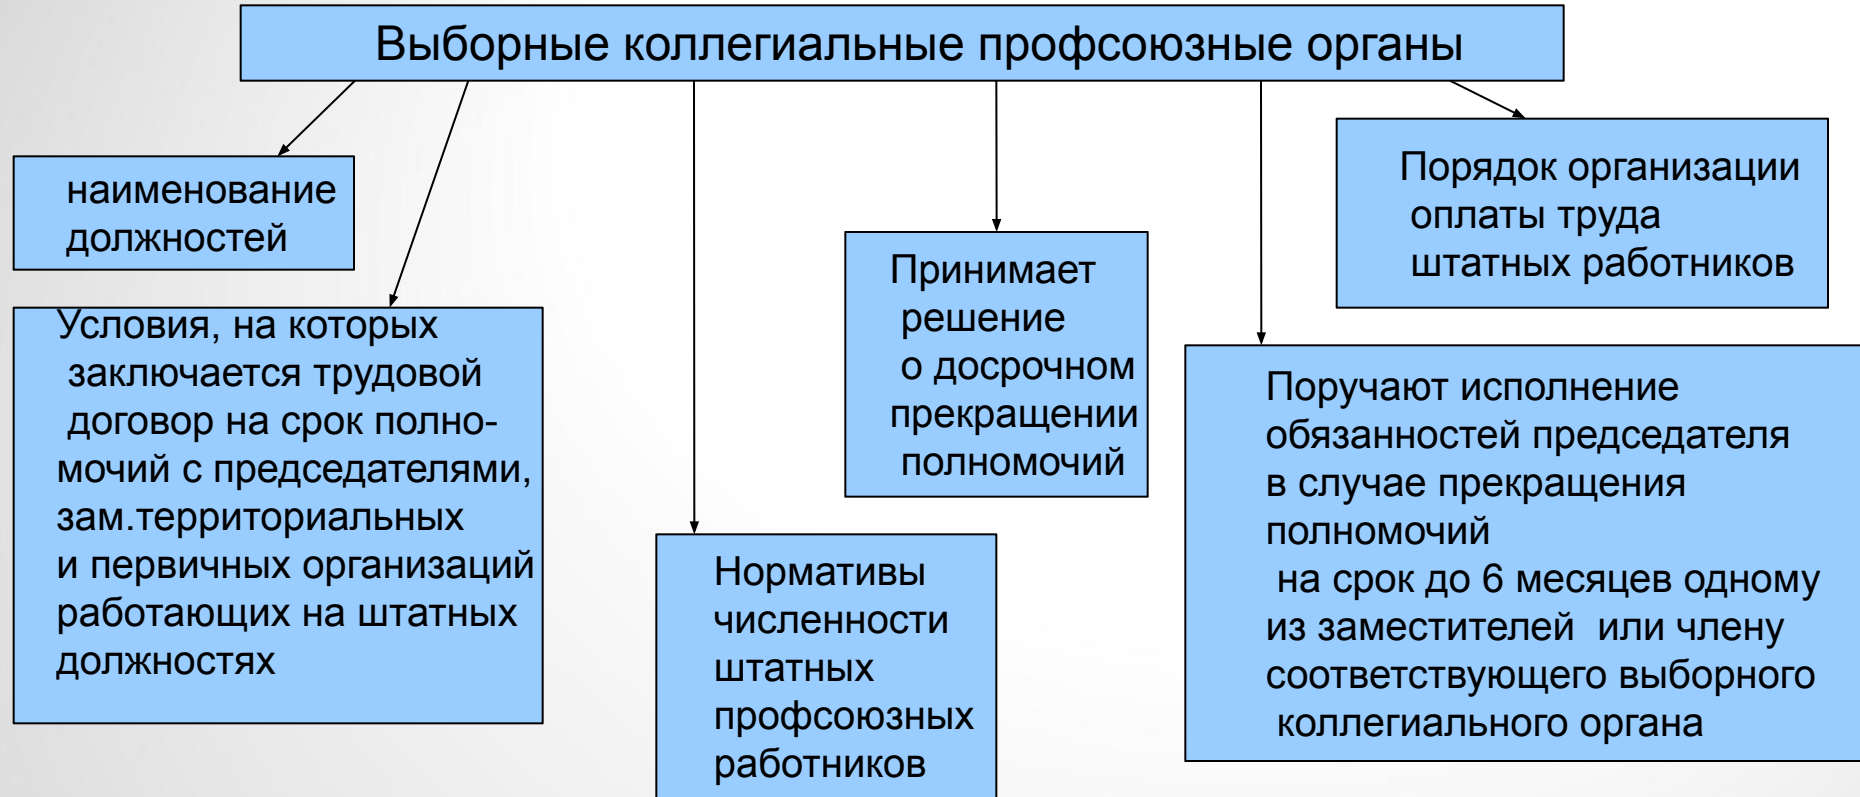 Выборные коллегиальные профсоюзные органы
наименование
должностей
Условия, на которых
заключается трудовой
договор на срок полно-
мочий с председателями,
зам.территориальных
и первичных организаций
работающих на штатных
должностях
Нормативы
численности
штатных
профсоюзных
работников
Принимает
решение
о досрочном
прекращении
полномочий
Порядок организации
оплаты труда
штатных работников
Поручают исполнение
обязанностей председателя
в случае прекращения
полномочий
на срок до 6 месяцев одному
из заместителей или члену
соответствующего выборного
коллегиального органа